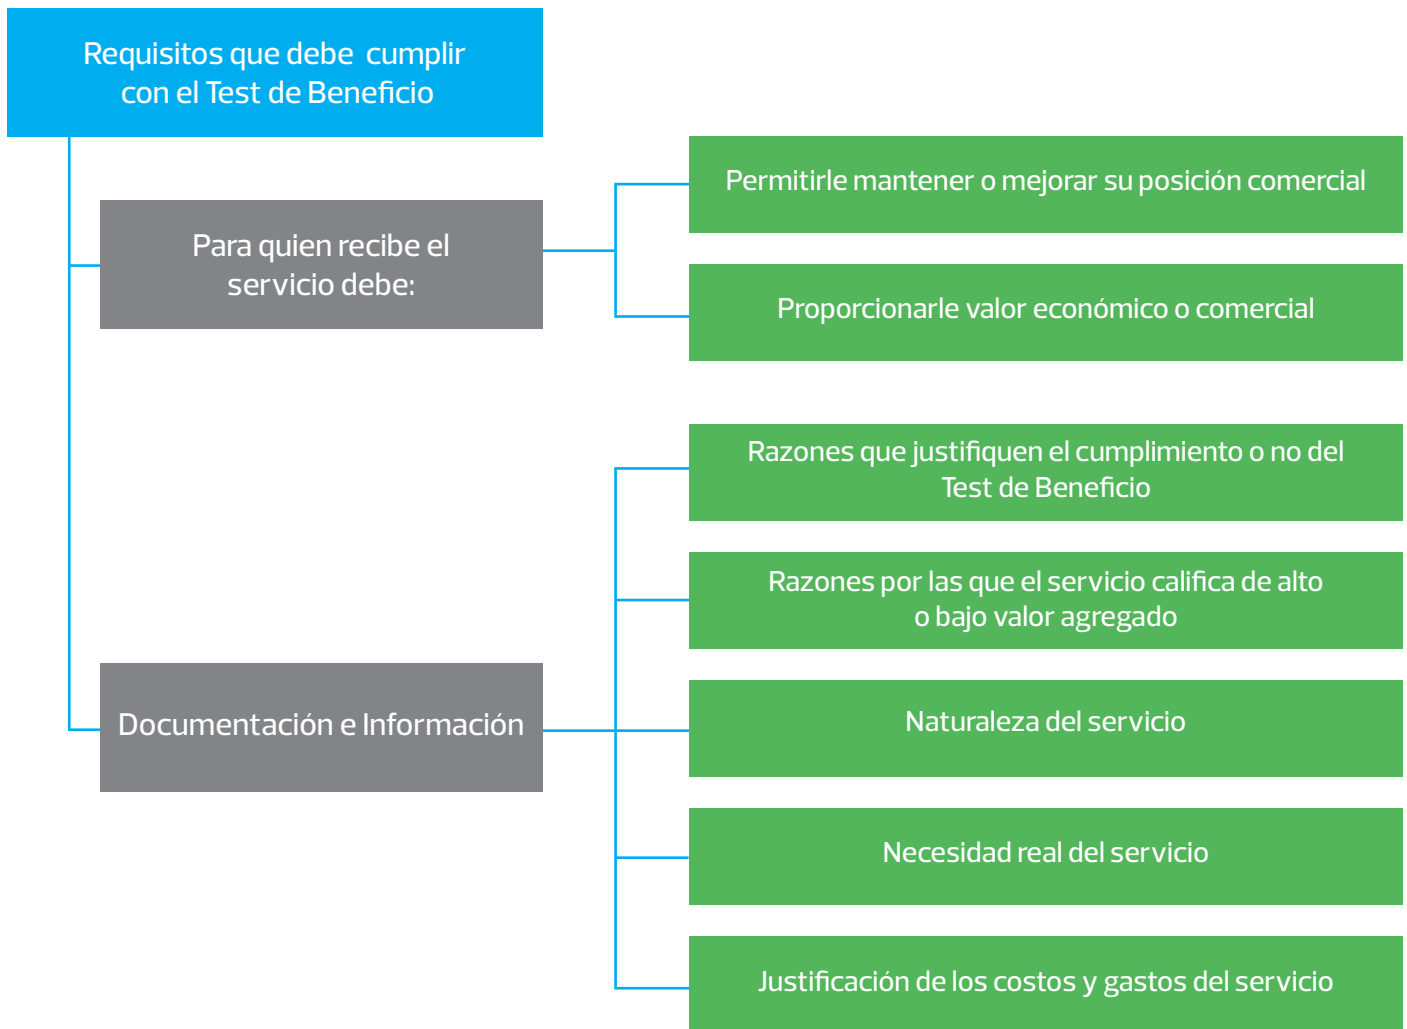 Requisitos que debe cumplir
con el Test de Beneficio
Para quien recibe el
servicio debe:
Permitirle mantener o mejorar su posición comercial
Proporcionarle valor económico o comercial
Documentación e Información
Razones que justifiquen el cumplimiento o no del
Test de Beneficio
Razones por las que el servicio califica de alto
o bajo valor agregado
Naturaleza del servicio
Necesidad real del servicio
Justificación de los costos y gastos del servicio